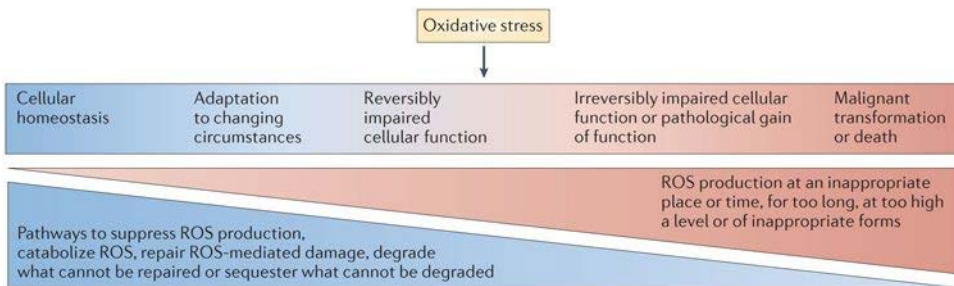 Oxidative stress
Cellular
homeostasis
Adaptation
to changing
circumstances
Reversibly
impaired
cellular function
Irreversibly impaired cellular
function or pathological gain
of function
Malignant
transformation
or death
ROS production at an inappropriate
place or time, for too long, at too high
a level or of inappropriate forms
Pathways to suppress ROS production,
catabolize ROS, repair ROS-mediated damage, degrade
what cannot be repaired or sequester what cannot be degraded